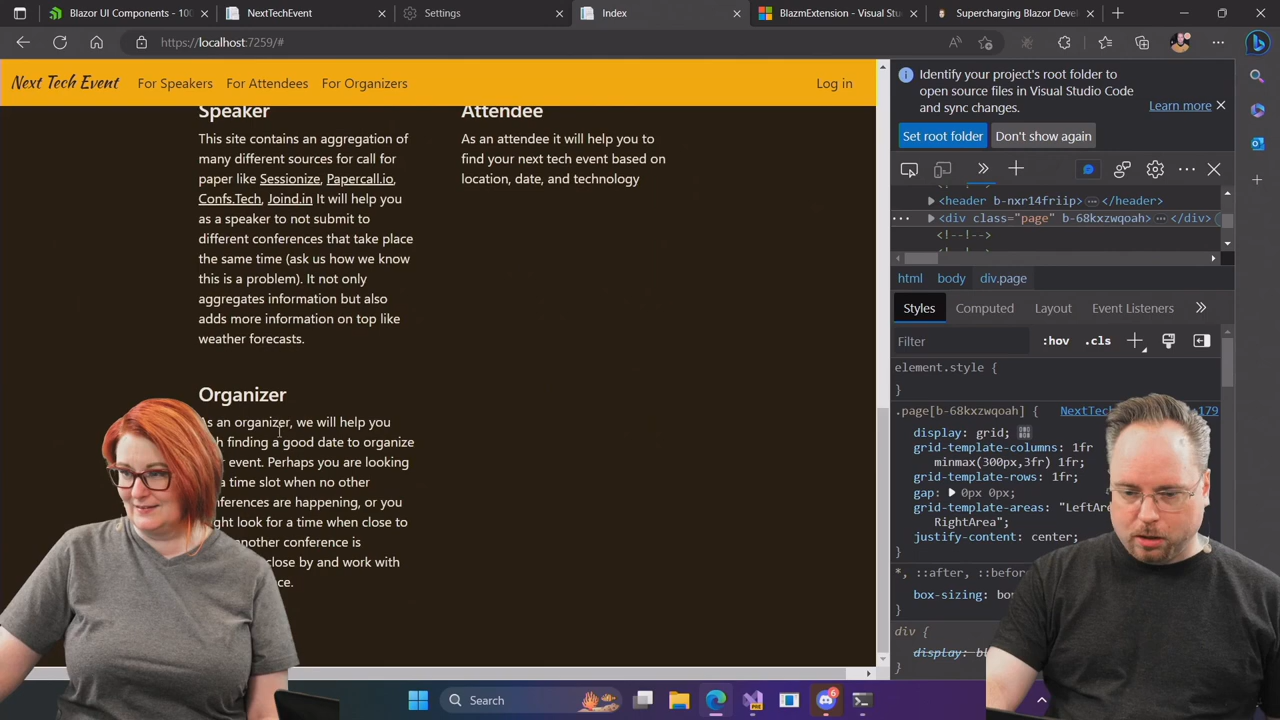 Blazor UI Components - 100
NextTechEvent
Settings
Index
BlazmExtension - Visual Stu
Supercharging Blazor Devel
https://localhost:7259/#
Next Tech Event
For Speakers
For Attendees
For Organizers
Log in
Speaker
This site contains an aggregation of
many different sources for call for
paper like Sessionize, Papercall.io,
Confs.Tech, Joind.in It will help you
as a speaker to not submit to
different conferences that take place
the same time (ask us how we know
this is a problem). It not only
aggregates information but also
adds more information on top like
weather forecasts.
Attendee
As an attendee it will help you to
find your next tech event based on
location, date, and technology
Organizer
As an organizer, we will help you
finding a good date to organize
event. Perhaps you are looking
a time slot when no other
are happening, or you
look for a time when close to
another conference is
close by and work with
Identify your project's root folder to
open source files in Visual Studio Code
and sync changes.
Learn more
Set root folder
Don't show again
<header b-nxr14friip> </header>
<div class="page" b-68kxzwqoah> </div>
<!--!-->
html
body
div.page
Styles
Computed
Layout
Event Listeners
Filter
:hov
.cls
element.style {
}
.page[b-68kxzwqoah] {
NextTec
179
display: grid;
grid-template-columns: 1fr
minmax(300px,3fr) 1fr;
grid-template-rows: 1fr;
gap: 0px 0px;
grid-template-areas: "LeftAre
RightArea";
justify-content: center;
}
*, ::after, ::before
box-sizing: bor
}
div {
display: bl
}
Search
6